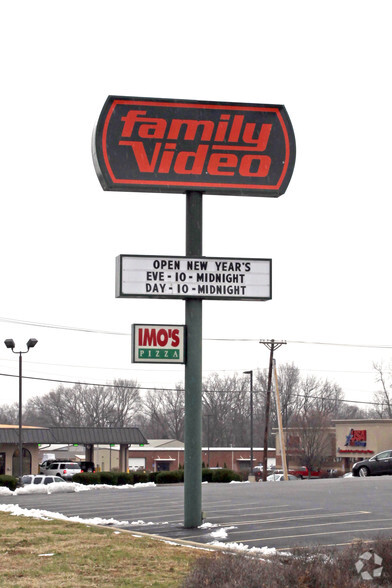 family
Video
OPEN NEW YEAR'S
EVE - 10 - MIDNIGHT
DAY - 10 - MIDNIGHT
IMO'S
PIZZA